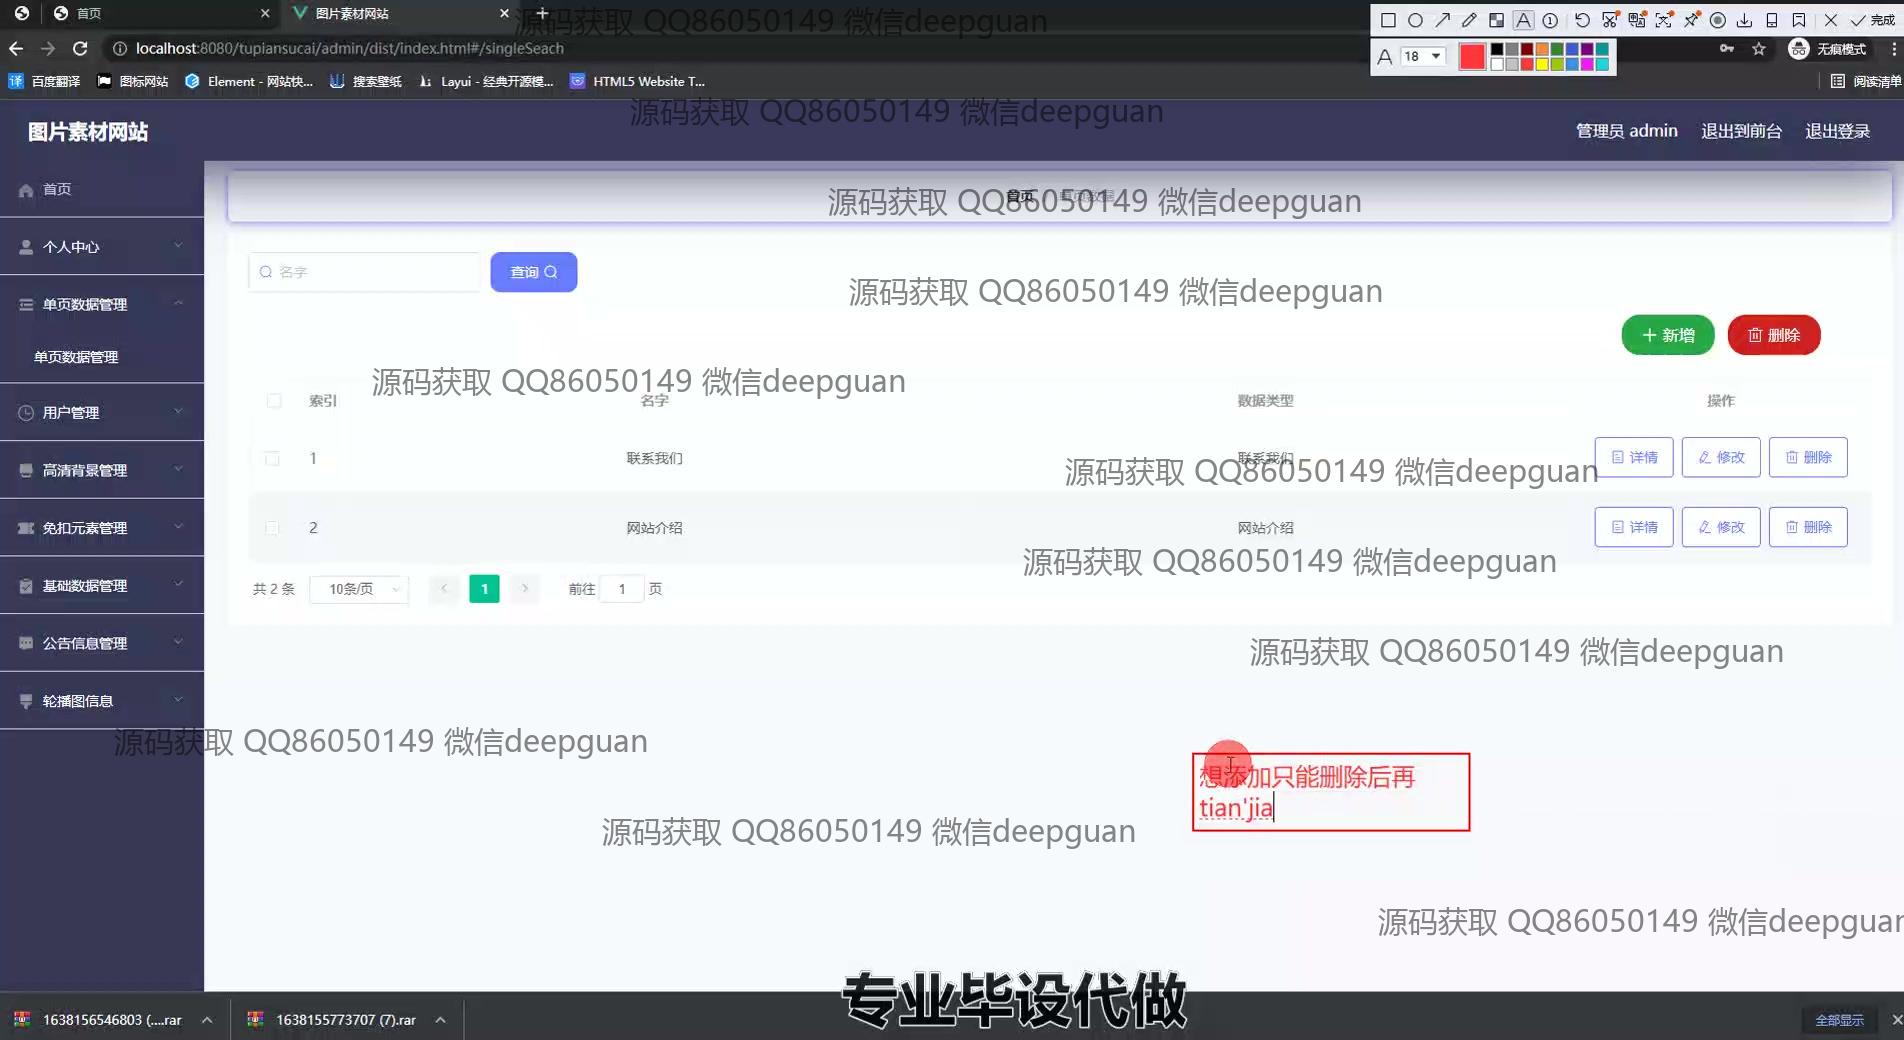 首页
图片素材网站
源码获取 QQ86050149 微信deepguan
localhost:8080/tupiansucai/admin/dist/index.html#/singleSeach
18
完成
无痕模式
百度翻译
图标网站
Element - 网站快...
搜索壁纸
Layui - 经典开源模...
HTML5 Website T...
阅读清单
源码获取 QQ86050149 微信deepguan
图片素材网站
管理员 admin
退出到前台
退出登录
首页
首页
单页数据
源码获取 QQ86050149 微信deepguan
个人中心
名字
查询
源码获取 QQ86050149 微信deepguan
单页数据管理
单页数据管理
新增
删除
源码获取 QQ86050149 微信deepguan
索引
名字
数据类型
操作
用户管理
1
联系我们
联系我们
详情
修改
删除
源码获取 QQ86050149 微信deepguan
高清背景管理
2
网站介绍
网站介绍
详情
修改
删除
免扣元素管理
源码获取 QQ86050149 微信deepguan
共 2 条
10条/页
1
前往
1
页
基础数据管理
公告信息管理
源码获取 QQ86050149 微信deepguan
轮播图信息
源码获取 QQ86050149 微信deepguan
想添加只能删除后再
tian'jia
源码获取 QQ86050149 微信deepguan
源码获取 QQ86050149 微信deepguan
专业毕设代做
1638156546803 (....rar
1638155773707 (7).rar
全部显示